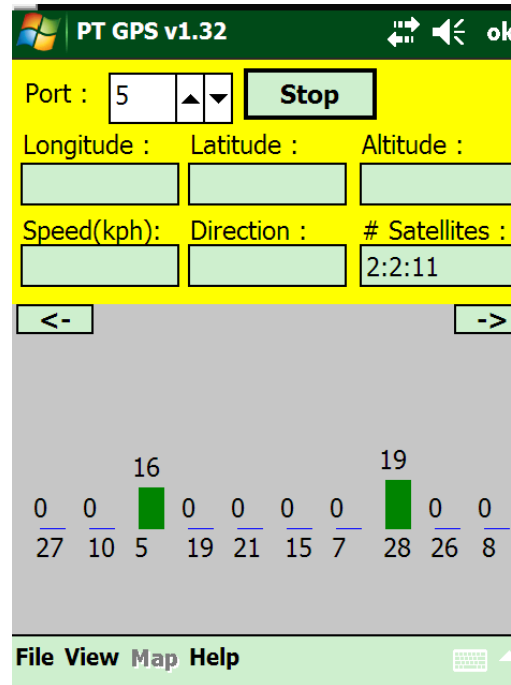 PT GPS v1.32 ok
Port : 5 Stop
Longitude : Latitude : Altitude :
Speed(kph): Direction : # Satellites :
2:2:11
<- ->
16 19
0 0 0 0 0 0 0 0
27 10 5 19 21 15 7 28 26 8
File View Map Help